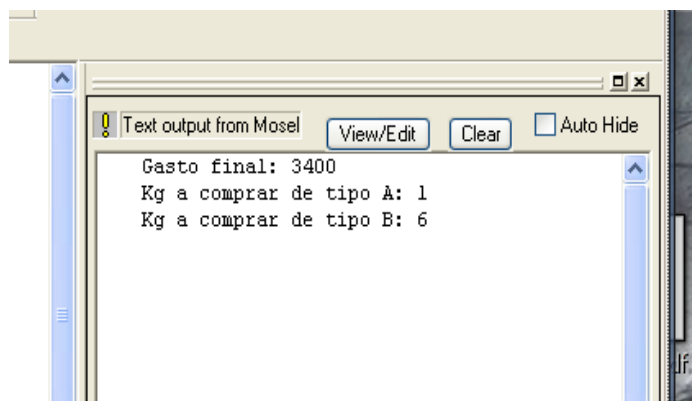 Text output from Mosel View/Edit Clear Auto Hide
Gasto final: 3400
Kg a comprar de tipo A: 1
Kg a comprar de tipo B: 6